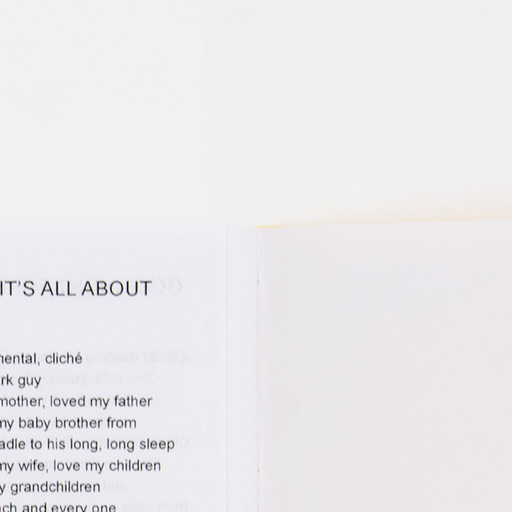 IT'S ALL ABOUT
mental, cliché
rk guy
mother, loved my father
my baby brother from
adle to his long, long sleep
my wife, love my children
y grandchildren
ch and every one